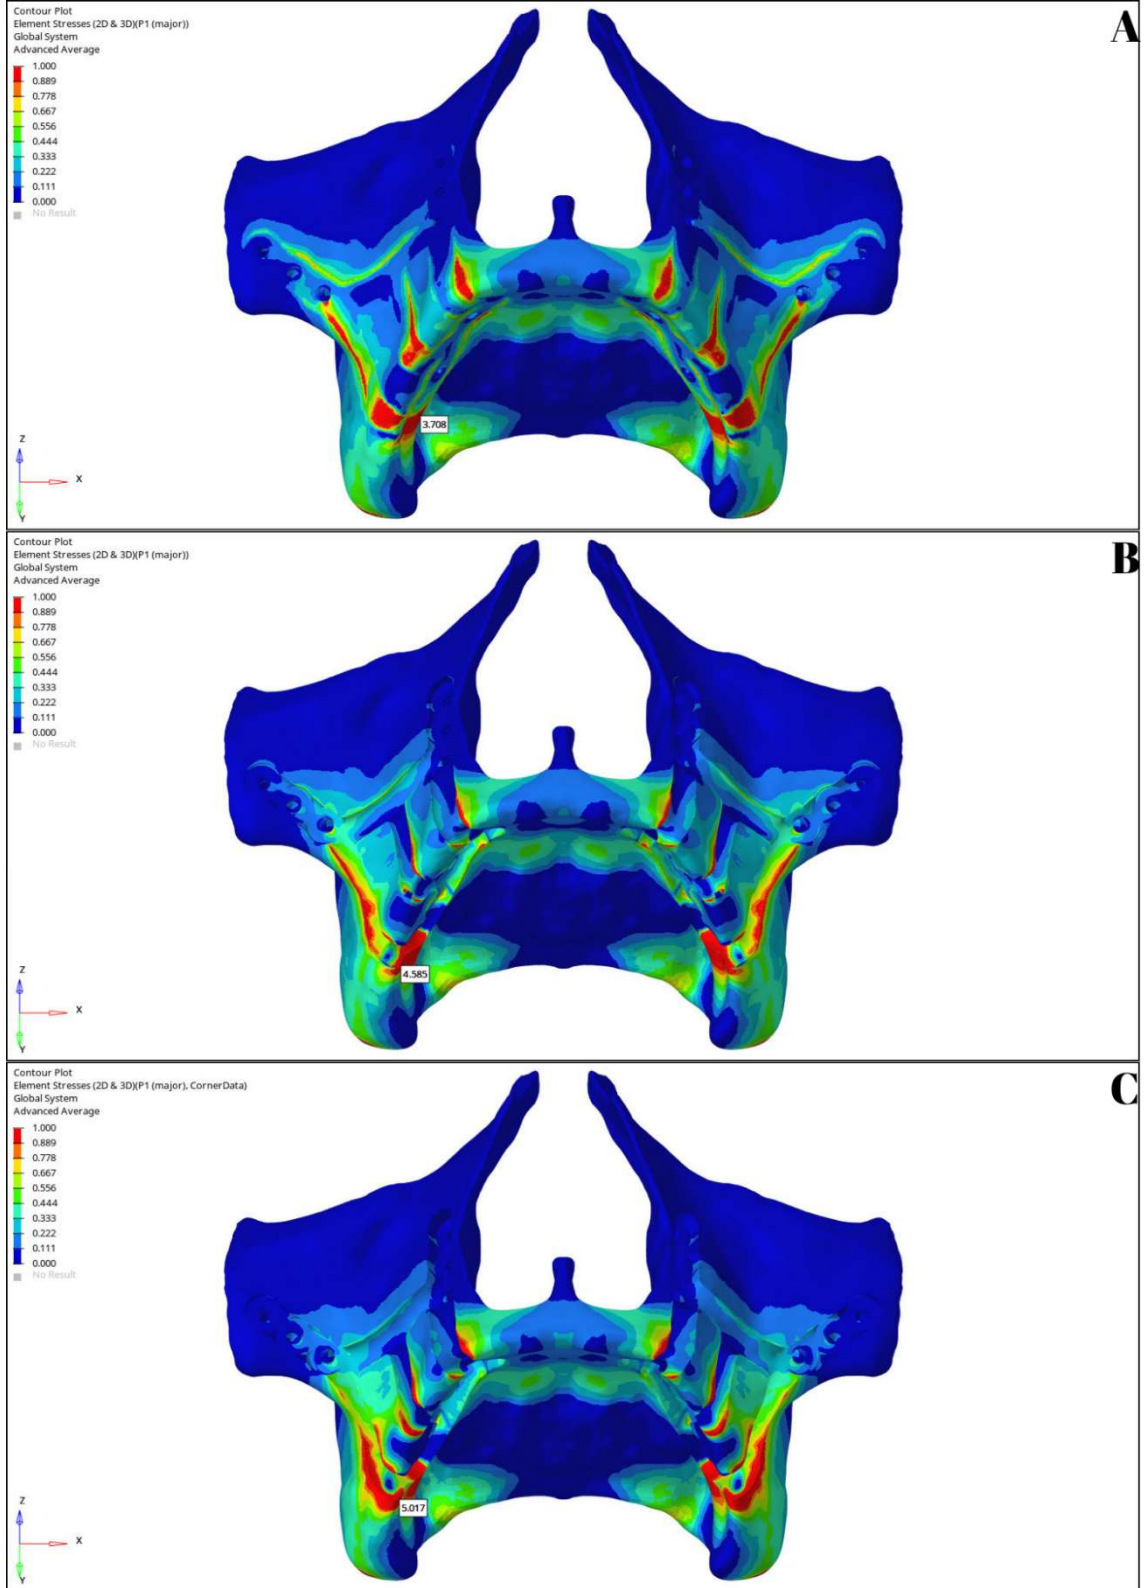 Contour Plot
Element Stresses (2D & 3D)(P1 (major))
Global System
Advanced Average
1.000
0.889
0.778
0.667
0.556
0.444
0.333
0.222
0.111
0.000
No Result
A
3.708
Z
X
Y
Contour Plot
Element Stresses (2D & 3D)(P1 (major))
Global System
Advanced Average
1.000
0.889
0.778
0.667
0.556
0.444
0.333
0.222
0.111
0.000
No Result
B
4.585
Z
X
Y
Contour Plot
Element Stresses (2D & 3D)(P1 (major), CornerData)
Global System
Advanced Average
1.000
0.889
0.778
0.667
0.556
0.444
0.333
0.222
0.111
0.000
No Result
C
5.017
Z
X
Y